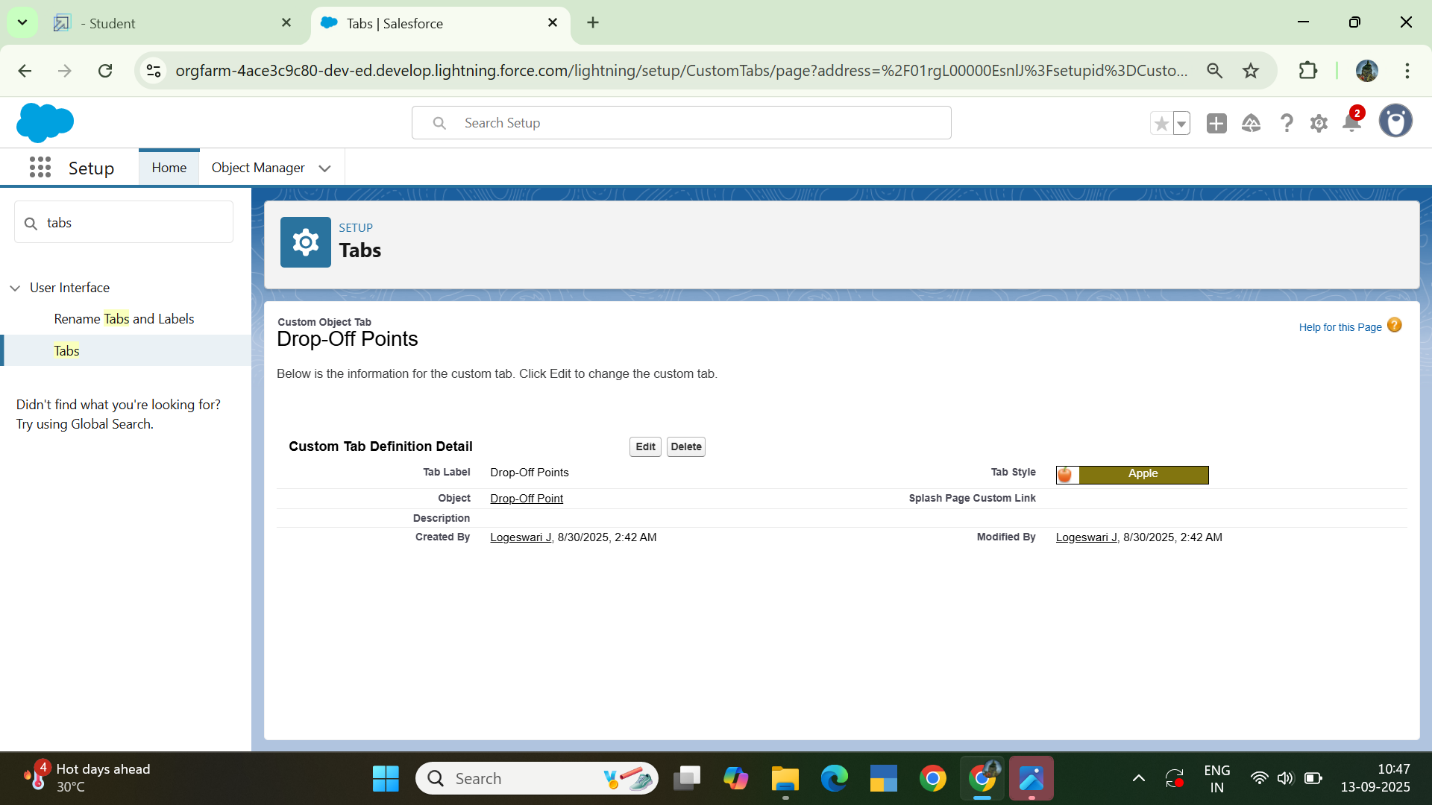 - Student
Tabs | Salesforce
orgfarm-4ace3c9c80-dev-ed.develop.lightning.force.com/lightning/setup/CustomTabs/page?address=%2F01rgL00000EsnlJ%3Fsetupid%3DCusto...
Search Setup
2
Setup
Home
Object Manager
tabs
SETUP
Tabs
User Interface
Rename Tabs and Labels
Tabs
Didn't find what you're looking for?
Try using Global Search.
Custom Object Tab
Drop-Off Points
Help for this Page ?
Below is the information for the custom tab. Click Edit to change the custom tab.
Custom Tab Definition Detail Edit Delete
Tab Label Drop-Off Points Tab Style Apple
Object Drop-Off Point Splash Page Custom Link
Description
Created By Logeswari J, 8/30/2025, 2:42 AM Modified By Logeswari J, 8/30/2025, 2:42 AM
4
Hot days ahead
30°C
Search
ENG
IN
10:47
13-09-2025